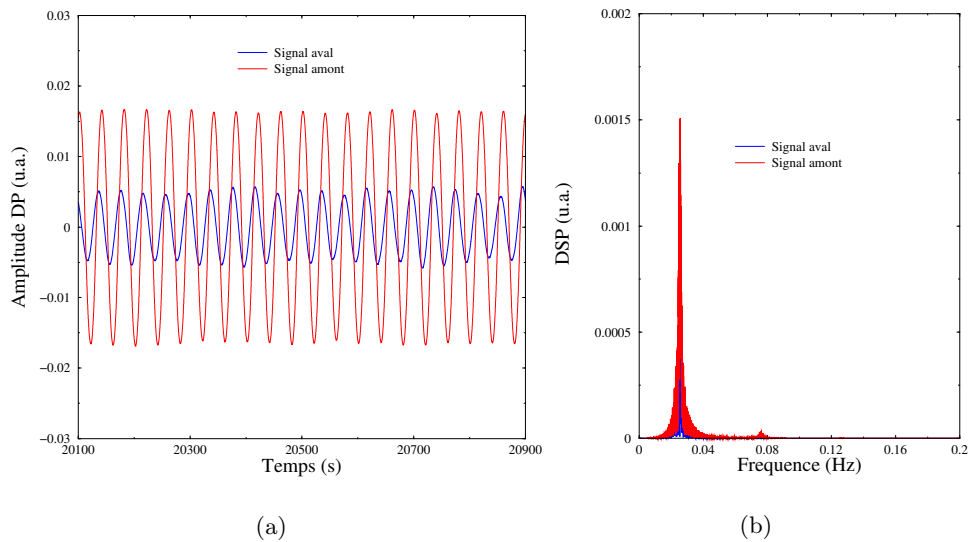 0.03
0.02
0.01
0
−0.01
−0.02
−0.03
Amplitude DP (u.a.)
Signal aval
Signal amont
20100
20300
20500
20700
20900
Temps (s)
(a)
0.002
0.0015
0.001
0.0005
0
DSP (u.a.)
Signal aval
Signal amont
0
0.04
0.08
0.12
0.16
0.2
Frequence (Hz)
(b)